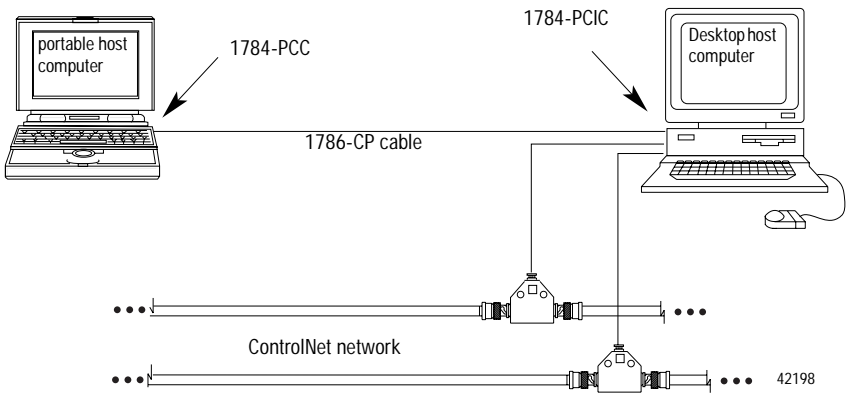 1784-PCIC
1784-PCC
portable host
computer
Desktop host
computer
1786-CP cable
ControlNet network
42198